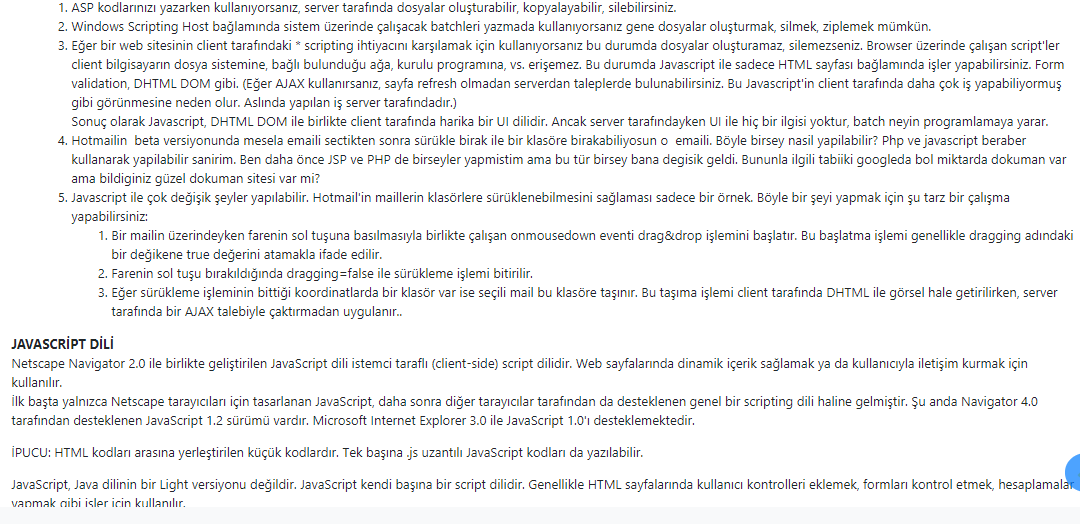 1. ASP kodlarınızı yazarken kullanıyorsanız, server tarafında dosyalar oluşturabilir, kopyalayabilir, silebilirsiniz.
2. Windows Scripting Host bağlamında sistem üzerinde çalışacak batchleri yazmada kullanıyorsanız gene dosyalar oluşturmak, silmek, ziplemek mümkün.
3. Eğer bir web sitesinin client tarafındaki * scripting ihtiyacını karşılamak için kullanıyorsanız bu durumda dosyalar oluşturamaz, silemezseniz. Browser üzerinde çalışan script'ler
client bilgisayarın dosya sistemine, bağlı bulunduğu ağa, kurulu programına, vs. erişemez. Bu durumda Javascript ile sadece HTML sayfası bağlamında işler yapabilirsiniz. Form
validation, DHTML DOM gibi. (Eğer AJAX kullanırsanız, sayfa refresh olmadan serverdan taleplerde bulunabilirsiniz. Bu Javascript'in client tarafında daha çok iş yapabiliyormuş
gibi görünmesine neden olur. Aslında yapılan iş server tarafındadır.)
Sonuç olarak Javascript, DHTML DOM ile birlikte client tarafında harika bir UI dilidir. Ancak server tarafındayken UI ile hiç bir ilgisi yoktur, batch neyin programlamaya yarar.
4. Hotmailin beta versiyonunda mesela emaili sectikten sonra sürükle birak ile bir klasöre birakabiliyosun o emaili. Böyle birsey nasil yapilabilir? Php ve javascript beraber
kullanarak yapilabilir sanirim. Ben daha önce JSP ve PHP de birseyler yapmistim ama bu tür birsey bana degisik geldi. Bununla ilgili tabiiki googleda bol miktarda dokuman var
ama bildiginiz güzel dokuman sitesi var mi?
5. Javascript ile çok değişik şeyler yapılabilir. Hotmail'in maillerin klasörlere sürüklenebilmesini sağlaması sadece bir örnek. Böyle bir şeyi yapmak için şu tarz bir çalışma
yapabilirsiniz:
1. Bir mailin üzerindeyken farenin sol tuşuna basılmasıyla birlikte çalışan onmousedown eventi drag&drop işlemini başlatır. Bu başlatma işlemi genellikle dragging adındaki
bir değikene true değerini atamakla ifade edilir.
2. Farenin sol tuşu bırakıldığında dragging=false ile sürükleme işlemi bitirilir.
3. Eğer sürükleme işleminin bittiği koordinatlarda bir klasör var ise seçili mail bu klasöre taşınır. Bu taşıma işlemi client tarafında DHTML ile görsel hale getirilirken, server
tarafında bir AJAX talebiyle çaktırmadan uygulanır..
JAVASCRİPT DİLİ
Netscape Navigator 2.0 ile birlikte geliştirilen JavaScript dili istemci taraflı (client-side) script dilidir. Web sayfalarında dinamik içerik sağlamak ya da kullanıcıyla iletişim kurmak için
kullanılır.
İlk başta yalnızca Netscape tarayıcıları için tasarlanan JavaScript, daha sonra diğer tarayıcılar tarafından da desteklenen genel bir scripting dili haline gelmiştir. Şu anda Navigator 4.0
tarafından desteklenen JavaScript 1.2 sürümü vardır. Microsoft Internet Explorer 3.0 ile JavaScript 1.0'ı desteklemektedir.
İPUCU: HTML kodları arasına yerleştirilen küçük kodlardır. Tek başına .js uzantılı JavaScript kodları da yazılabilir.
JavaScript, Java dilinin bir Light versiyonu değildir. JavaScript kendi başına bir script dilidir. Genellikle HTML sayfalarında kullanıcı kontrolleri eklemek, formları kontrol etmek, hesaplamalar
yapmak gibi işler için kullanılır.